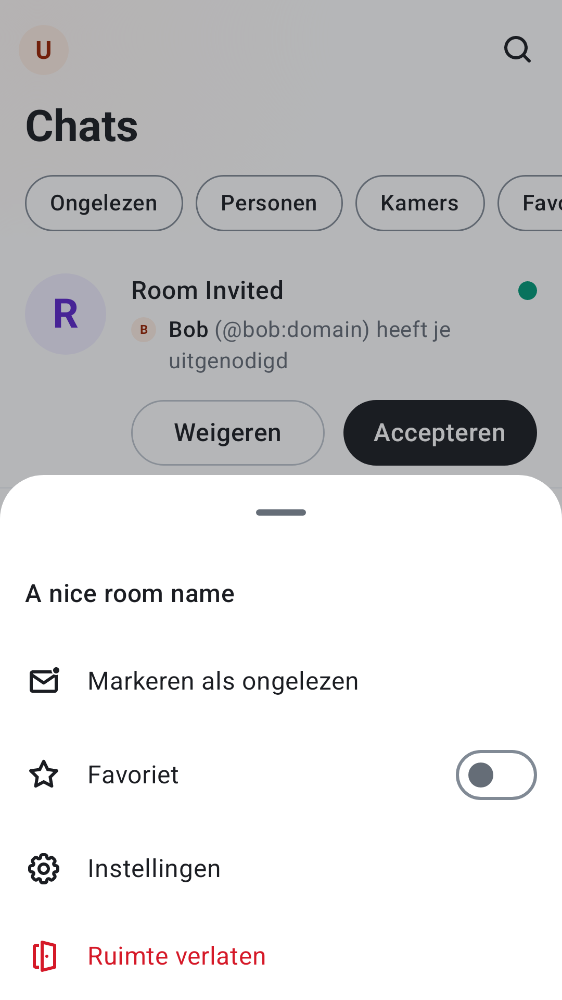 U
Chats
Ongelezen
Personen
Kamers
Favo
R
Room Invited
B
Bob (@bob:domain) heeft je
uitgenodigd
Weigeren
Accepteren
A nice room name
Markeren als ongelezen
Favoriet
Instellingen
Ruimte verlaten